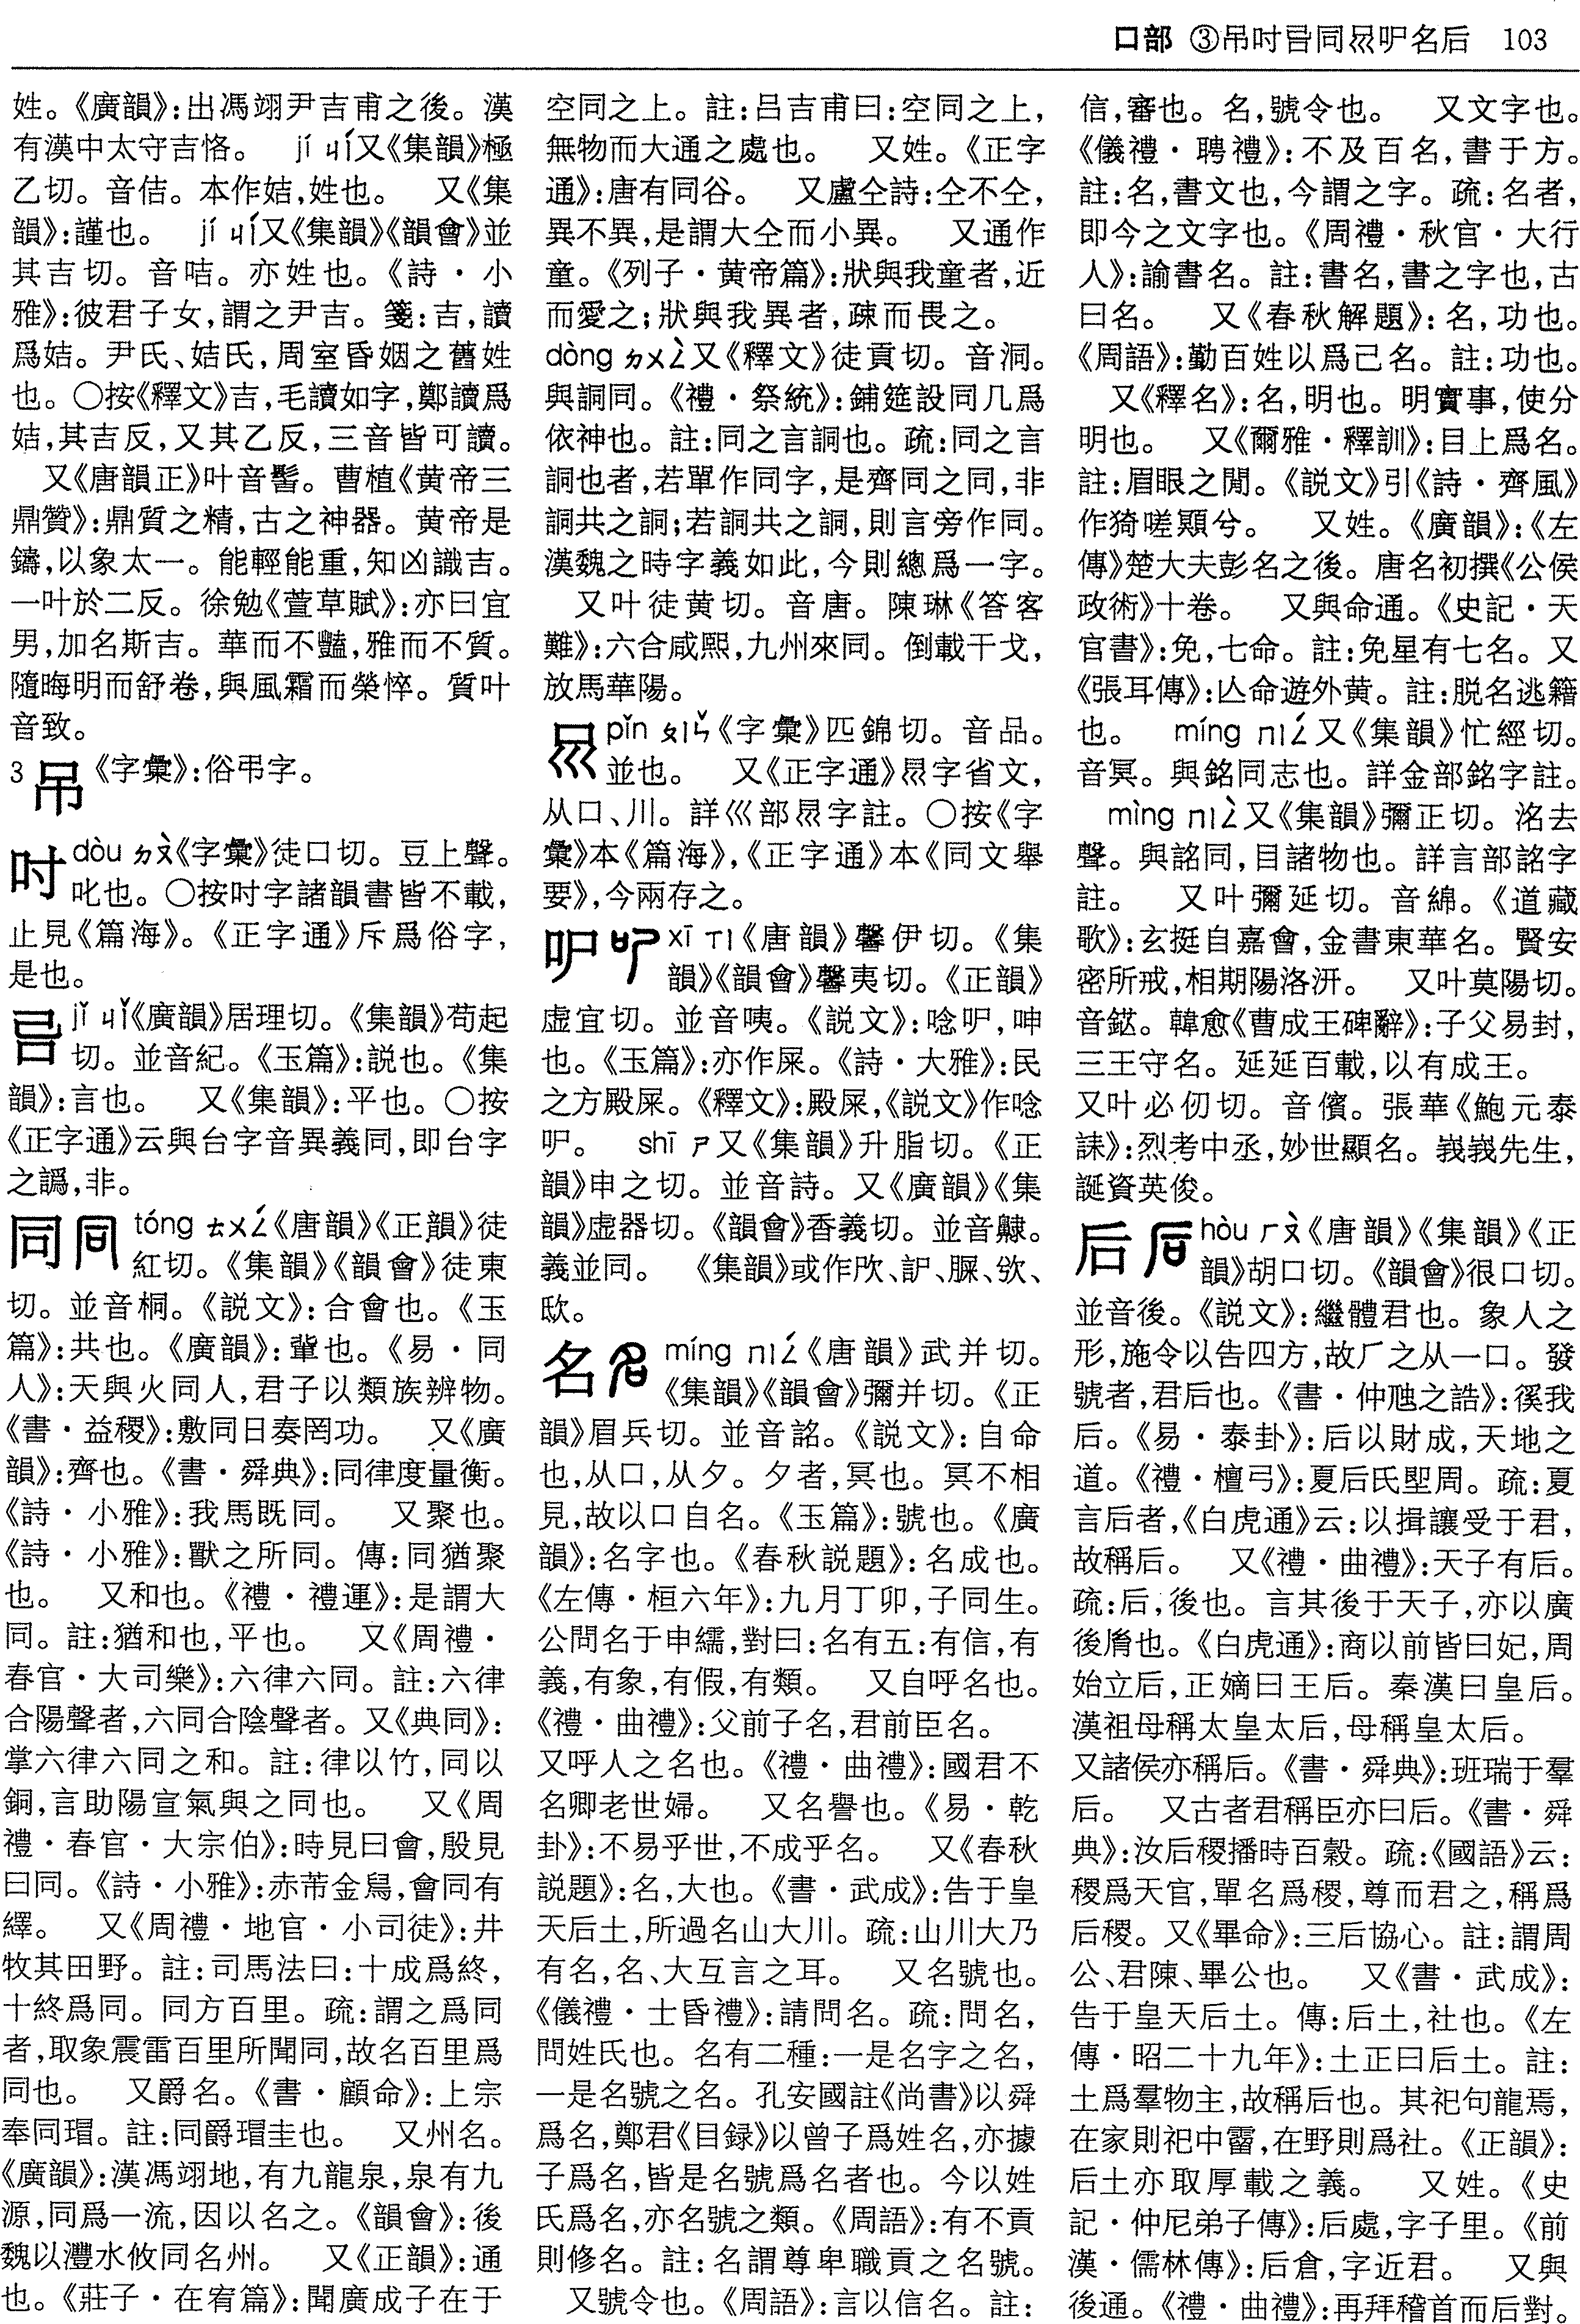 口部 ③吊吋㠯同㕷吚名后 103
姓。《廣韻》:出馮翊尹吉甫之後。漢
有漢中太守吉恪。 jí ㄐㄧˊ又《集韻》極
乙切。音佶。本作姞,姓也。 又《集
韻》:謹也。 jí ㄐㄧˊ又《集韻》《韻會》並
其吉切。音咭。亦姓也。《詩・小
雅》:彼君子女,謂之尹吉。箋:吉,讀
爲姞。尹氏、姞氏,周室昏姻之舊姓
也。○按《釋文》吉,毛讀如字,鄭讀爲
姞,其吉反,又其乙反,三音皆可讀。
又《唐韻正》叶音髻。曹植《黄帝三
鼎贊》:鼎質之精,古之神器。黄帝是
鑄,以象太一。能輕能重,知凶識吉。
一叶於二反。徐勉《萱草賦》:亦曰宜
男,加名斯吉。華而不豔,雅而不質。
隨晦明而舒卷,與風霜而榮悴。質叶
音致。
3 吊 《字彙》:俗弔字。
吋 dòu ㄉㄡˋ《字彙》徒口切。豆上聲。
叱也。○按吋字諸韻書皆不載,
止見《篇海》。《正字通》斥爲俗字,
是也。
jǐ ㄐㄧˇ《廣韻》居理切。《集韻》苟起
切。並音紀。《玉篇》:説也。《集
韻》:言也。 又《集韻》:平也。○按
《正字通》云與台字音異義同,即台字
之譌,非。
同同 tóng ㄊㄨㄥˊ《唐韻》《正韻》徒
紅切。《集韻》《韻會》徒東
切。並音桐。《説文》:合會也。《玉
篇》:共也。《廣韻》:輩也。《易・同
人》:天與火同人,君子以類族辨物。
《書・益稷》:敷同日奏罔功。 又《廣
韻》:齊也。《書・舜典》:同律度量衡。
《詩・小雅》:我馬既同。 又聚也。
《詩・小雅》:獸之所同。傳:同猶聚
也。 又和也。《禮・禮運》:是謂大
同。註:猶和也,平也。 又《周禮・
春官・大司樂》:六律六同。註:六律
合陽聲者,六同合陰聲者。又《典同》:
掌六律六同之和。註:律以竹,同以
銅,言助陽宣氣與之同也。 又《周
禮・春官・大宗伯》:時見曰會,殷見
曰同。《詩・小雅》:赤芾金舄,會同有
繹。 又《周禮・地官・小司徒》:井
牧其田野。註:司馬法曰:十成爲終,
十終爲同。同方百里。疏:謂之爲同
者,取象震雷百里所聞同,故名百里爲
同也。 又爵名。《書・顧命》:上宗
奉同瑁。註:同爵瑁圭也。 又州名。
《廣韻》:漢馮翊地,有九龍泉,泉有九
源,同爲一流,因以名之。《韻會》:後
魏以灃水攸同名州。 又《正韻》:通
也。《莊子・在宥篇》:聞廣成子在于
空同之上。註:吕吉甫曰:空同之上,
無物而大通之處也。 又姓。《正字
通》:唐有同谷。 又盧仝詩:仝不仝,
異不異,是謂大仝而小異。 又通作
童。《列子・黄帝篇》:狀與我童者,近
而愛之;狀與我異者,疎而畏之。
dòng ㄉㄨㄥˋ又《釋文》徒貢切。音洞。
與詷同。《禮・祭統》:鋪筵設同几爲
依神也。註:同之言詷也。疏:同之言
詷也者,若單作同字,是齊同之同,非
詷共之詷;若詷共之詷,則言旁作同。
漢魏之時字義如此,今則總爲一字。
又叶徒黄切。音唐。陳琳《答客
難》:六合咸熙,九州來同。倒載干戈,
放馬華陽。
pǐn ㄆㄧㄣˇ《字彙》匹錦切。音品。
並也。 又《正字通》㕷字省文,
从口、川。詳巛部㕷字註。○按《字
彙》本《篇海》,《正字通》本《同文舉
要》,今兩存之。
吚吚 xī ㄒㄧ《唐韻》馨伊切。《集
韻》《韻會》馨夷切。《正韻》
虛宜切。並音咦。《説文》:唸吚,呻
也。《玉篇》:亦作屎。《詩・大雅》:民
之方殿屎。《釋文》:殿屎,《説文》作唸
吚。 shī ㄕ又《集韻》升脂切。《正
韻》申之切。並音詩。又《廣韻》《集
韻》虛器切。《韻會》香義切。並音齂。
義並同。 《集韻》或作欣、䚳、脲、欨、
㰦。
名名 míng ㄇㄧㄥˊ《唐韻》武并切。
《集韻》《韻會》彌并切。《正
韻》眉兵切。並音詺。《説文》:自命
也,从口,从夕。夕者,冥也。冥不相
見,故以口自名。《玉篇》:號也。《廣
韻》:名字也。《春秋説題》:名成也。
《左傳・桓六年》:九月丁卯,子同生。
公問名于申繻,對曰:名有五:有信,有
義,有象,有假,有類。 又自呼名也。
《禮・曲禮》:父前子名,君前臣名。
又呼人之名也。《禮・曲禮》:國君不
名卿老世婦。 又名譽也。《易・乾
卦》:不易乎世,不成乎名。 又《春秋
説題》:名,大也。《書・武成》:告于皇
天后土,所過名山大川。疏:山川大乃
有名,名、大互言之耳。 又名號也。
《儀禮・士昏禮》:請問名。疏:問名,
問姓氏也。名有二種:一是名字之名,
一是名號之名。孔安國註《尚書》以舜
爲名,鄭君《目録》以曾子爲姓名,亦據
子爲名,皆是名號爲名者也。今以姓
氏爲名,亦名號之類。《周語》:有不貢
則修名。註:名謂尊卑職貢之名號。
又號令也。《周語》:言以信名。註:
信,審也。名,號令也。 又文字也。
《儀禮・聘禮》:不及百名,書于方。
註:名,書文也,今謂之字。疏:名者,
即今之文字也。《周禮・秋官・大行
人》:諭書名。註:書名,書之字也,古
曰名。 又《春秋解題》:名,功也。
《周語》:勤百姓以爲己名。註:功也。
又《釋名》:名,明也。明實事,使分
明也。 又《爾雅・釋訓》:目上爲名。
註:眉眼之閒。《説文》引《詩・齊風》
作猗嗟顯兮。 又姓。《廣韻》:《左
傳》楚大夫彭名之後。唐名初撰《公侯
政術》十卷。 又與命通。《史記・天
官書》:免,七命。註:免星有七名。又
《張耳傳》:亾命遊外黄。註:脱名逃籍
也。 míng ㄇㄧㄥˊ又《集韻》忙經切。
音冥。與銘同志也。詳金部銘字註。
mìng ㄇㄧㄥˋ又《集韻》彌正切。洺去
聲。與詺同,目諸物也。詳言部詺字
註。 又叶彌延切。音綿。《道藏
歌》:玄挺自嘉會,金書東華名。賢安
密所戒,相期陽洛汧。 又叶莫陽切。
音鋩。韓愈《曹成王碑辭》:子父易封,
三王守名。延延百載,以有成王。
又叶必仞切。音儐。張華《鮑元泰
誄》:烈考中丞,妙世顯名。峩峩先生,
誕資英俊。
后后 hòu ㄏㄡˋ《唐韻》《集韻》《正
韻》胡口切。《韻會》很口切。
並音後。《説文》:繼體君也。象人之
形,施令以告四方,故厂之从一口。發
號者,君后也。《書・仲虺之誥》:徯我
后。《易・泰卦》:后以財成,天地之
道。《禮・檀弓》:夏后氏堲周。疏:夏
言后者,《白虎通》云:以揖讓受于君,
故稱后。 又《禮・曲禮》:天子有后。
疏:后,後也。言其後于天子,亦以廣
後胤也。《白虎通》:商以前皆曰妃,周
始立后,正嫡曰王后。秦漢曰皇后。
漢祖母稱太皇太后,母稱皇太后。
又諸侯亦稱后。《書・舜典》:班瑞于羣
后。 又古者君稱臣亦曰后。《書・舜
典》:汝后稷播時百穀。疏:《國語》云:
稷爲天官,單名爲稷,尊而君之,稱爲
后稷。又《畢命》:三后協心。註:謂周
公、君陳、畢公也。 又《書・武成》:
告于皇天后土。傳:后土,社也。《左
傳・昭二十九年》:土正曰后土。註:
土爲羣物主,故稱后也。其祀句龍焉,
在家則祀中霤,在野則爲社。《正韻》:
后土亦取厚載之義。 又姓。《史
記・仲尼弟子傳》:后處,字子里。《前
漢・儒林傳》:后倉,字近君。 又與
後通。《禮・曲禮》:再拜稽首而后對。